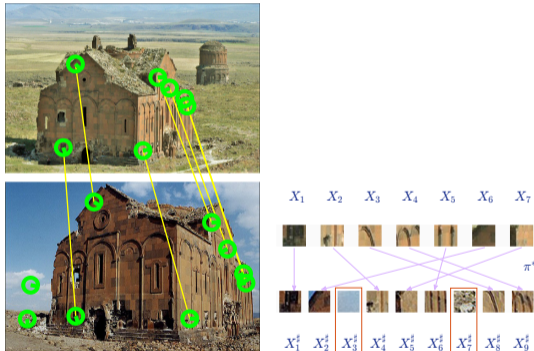 X₁ X₂ X₃ X₄ X₅ X₆ X₇
π*
X₁♯ X₂♯ X₃♯ X₄♯ X₅♯ X₆♯ X₇♯ X₈♯ X₉♯